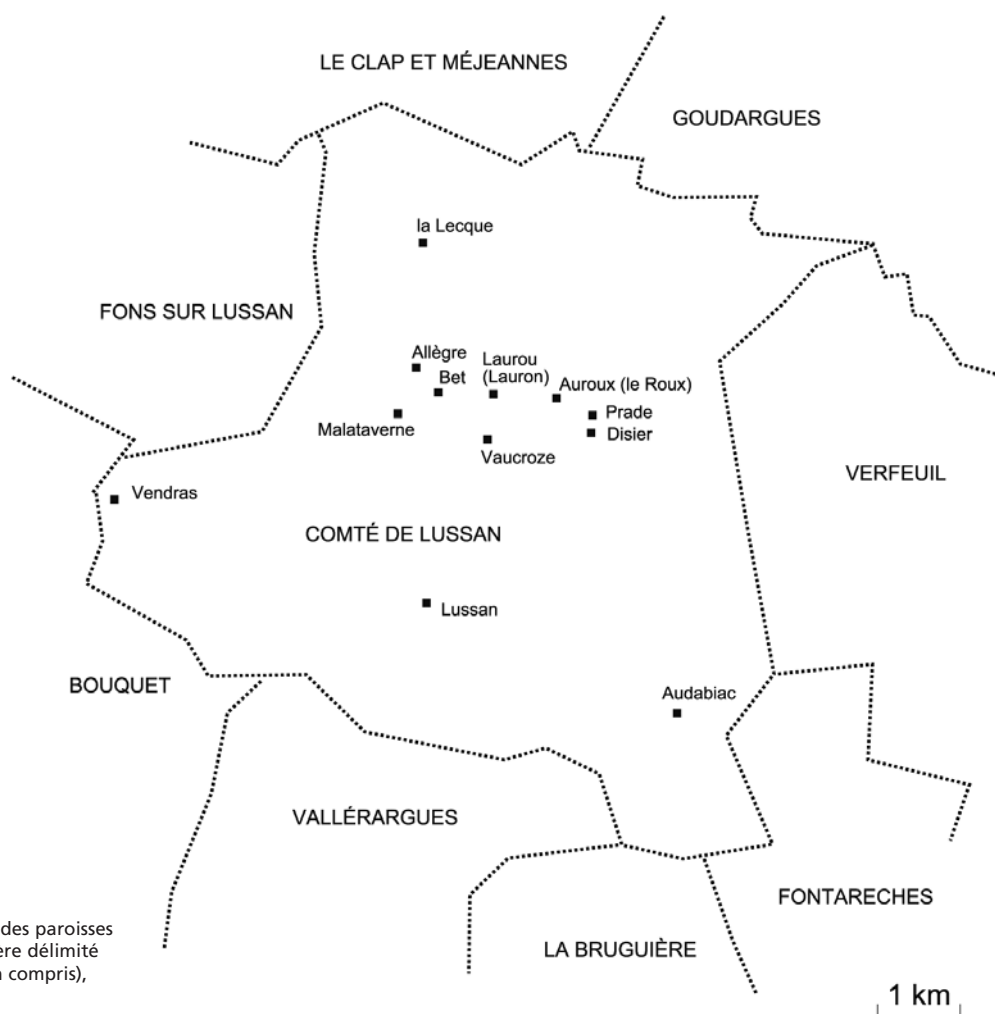 LE CLAP ET MÉJEANNES
GOUDARGUES
la Lecque
FONS SUR LUSSAN
Allègre
Bet
Laurou
(Lauron)
Auroux (le Roux)
Prade
Disier
Malataverne
Vaucroze
Vendras
VERFEUIL
COMTÉ DE LUSSAN
Lussan
BOUQUET
Audabiac
VALLÉRARGUES
FONTARECHES
LA BRUGUIÈRE
des paroisses
ère délimité
compris),
1 km